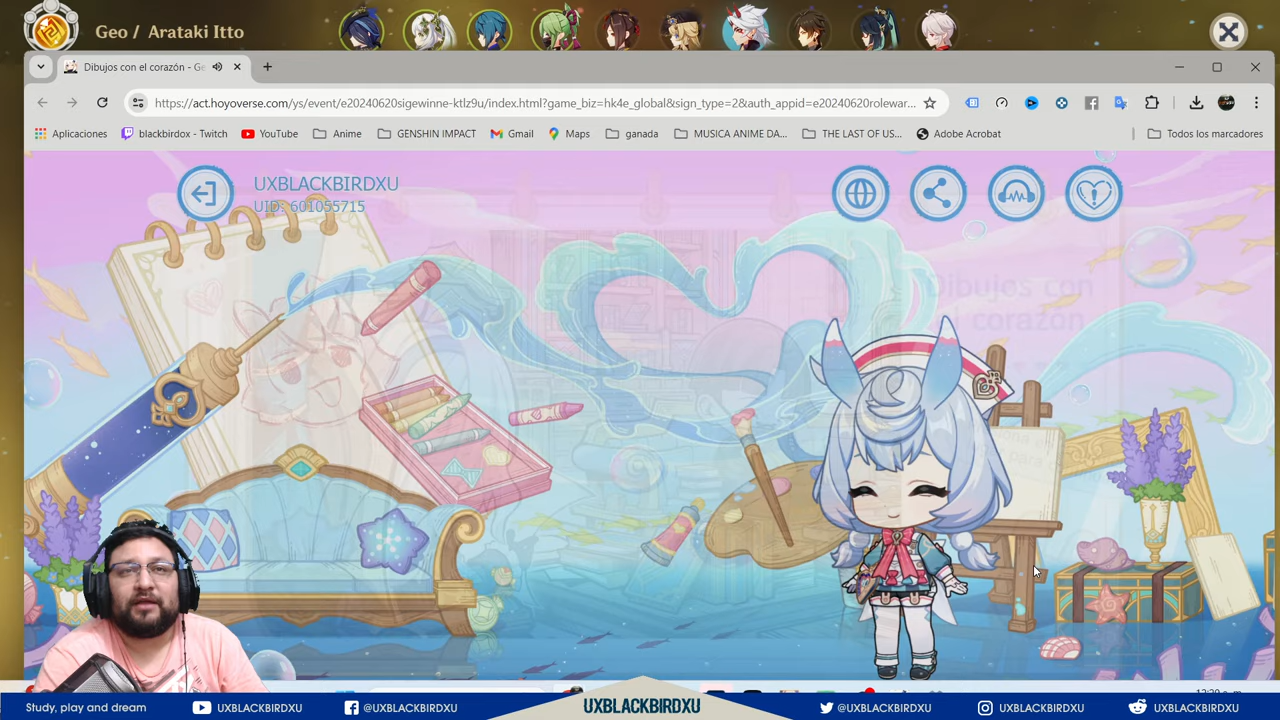 Geo / Arataki Itto
Dibujos con el corazón - Ge
https://act.hoyoverse.com/ys/event/e20240620sigewinne-ktlz9u/index.html?game_biz=hk4e_global&sign_type=2&auth_appid=e20240620rolewar...
Aplicaciones
blackbirdox - Twitch
YouTube
Anime
GENSHIN IMPACT
Gmail
Maps
ganada
MUSICA ANIME DA...
THE LAST OF US...
Adobe Acrobat
Todos los marcadores
UXBLACKBIRDXU
UID: 601055715
Dibujos con
el corazón
Study, play and dream
UXBLACKBIRDXU
@UXBLACKBIRDXU
UXBLACKBIRDXU
@UXBLACKBIRDXU
UXBLACKBIRDXU
UXBLACKBIRDXU